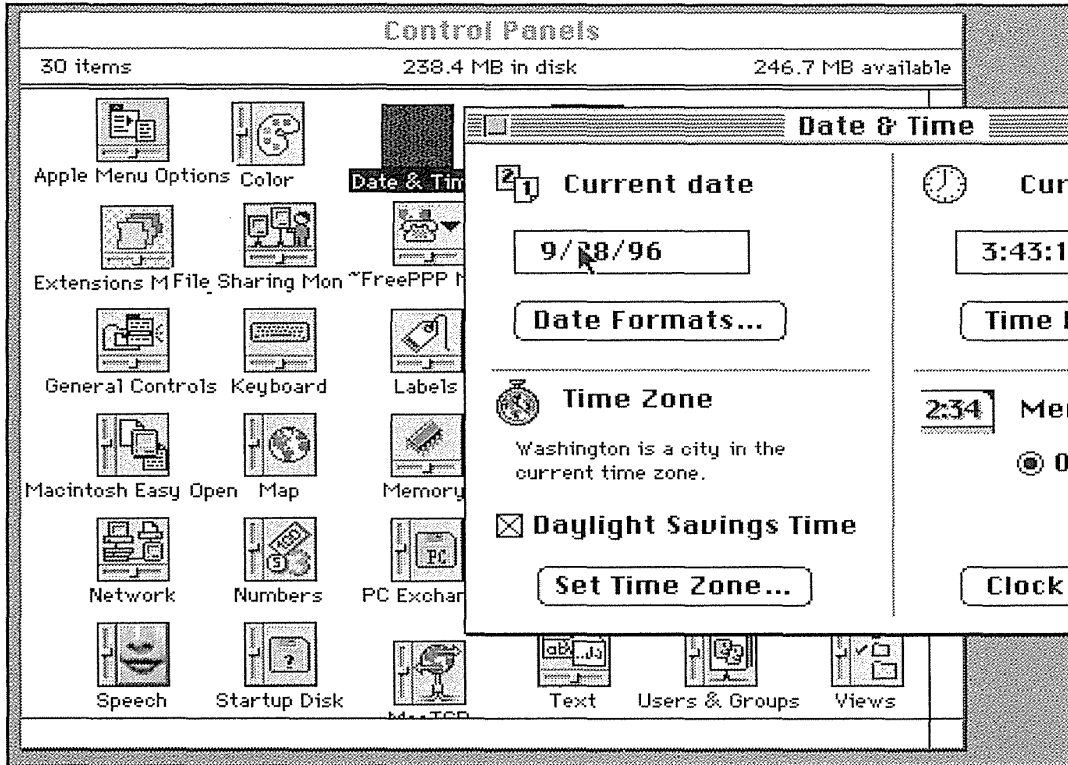 Control Panels
30 items 238.4 MB in disk 246.7 MB available
Apple Menu Options Color Date & Tim
Extensions M File Sharing Mon ~FreePPP M
General Controls Keyboard Labels
Macintosh Easy Open Map Memory
Network Numbers PC Exchan
PC
Speech Startup Disk Text Users & Groups Views
?
Date & Time
Current date Cur
9/28/96 3:43:1
Date Formats... Time
Time Zone 2:34 Me
Washington is a city in the
current time zone.
Daylight Savings Time
Set Time Zone... Clock